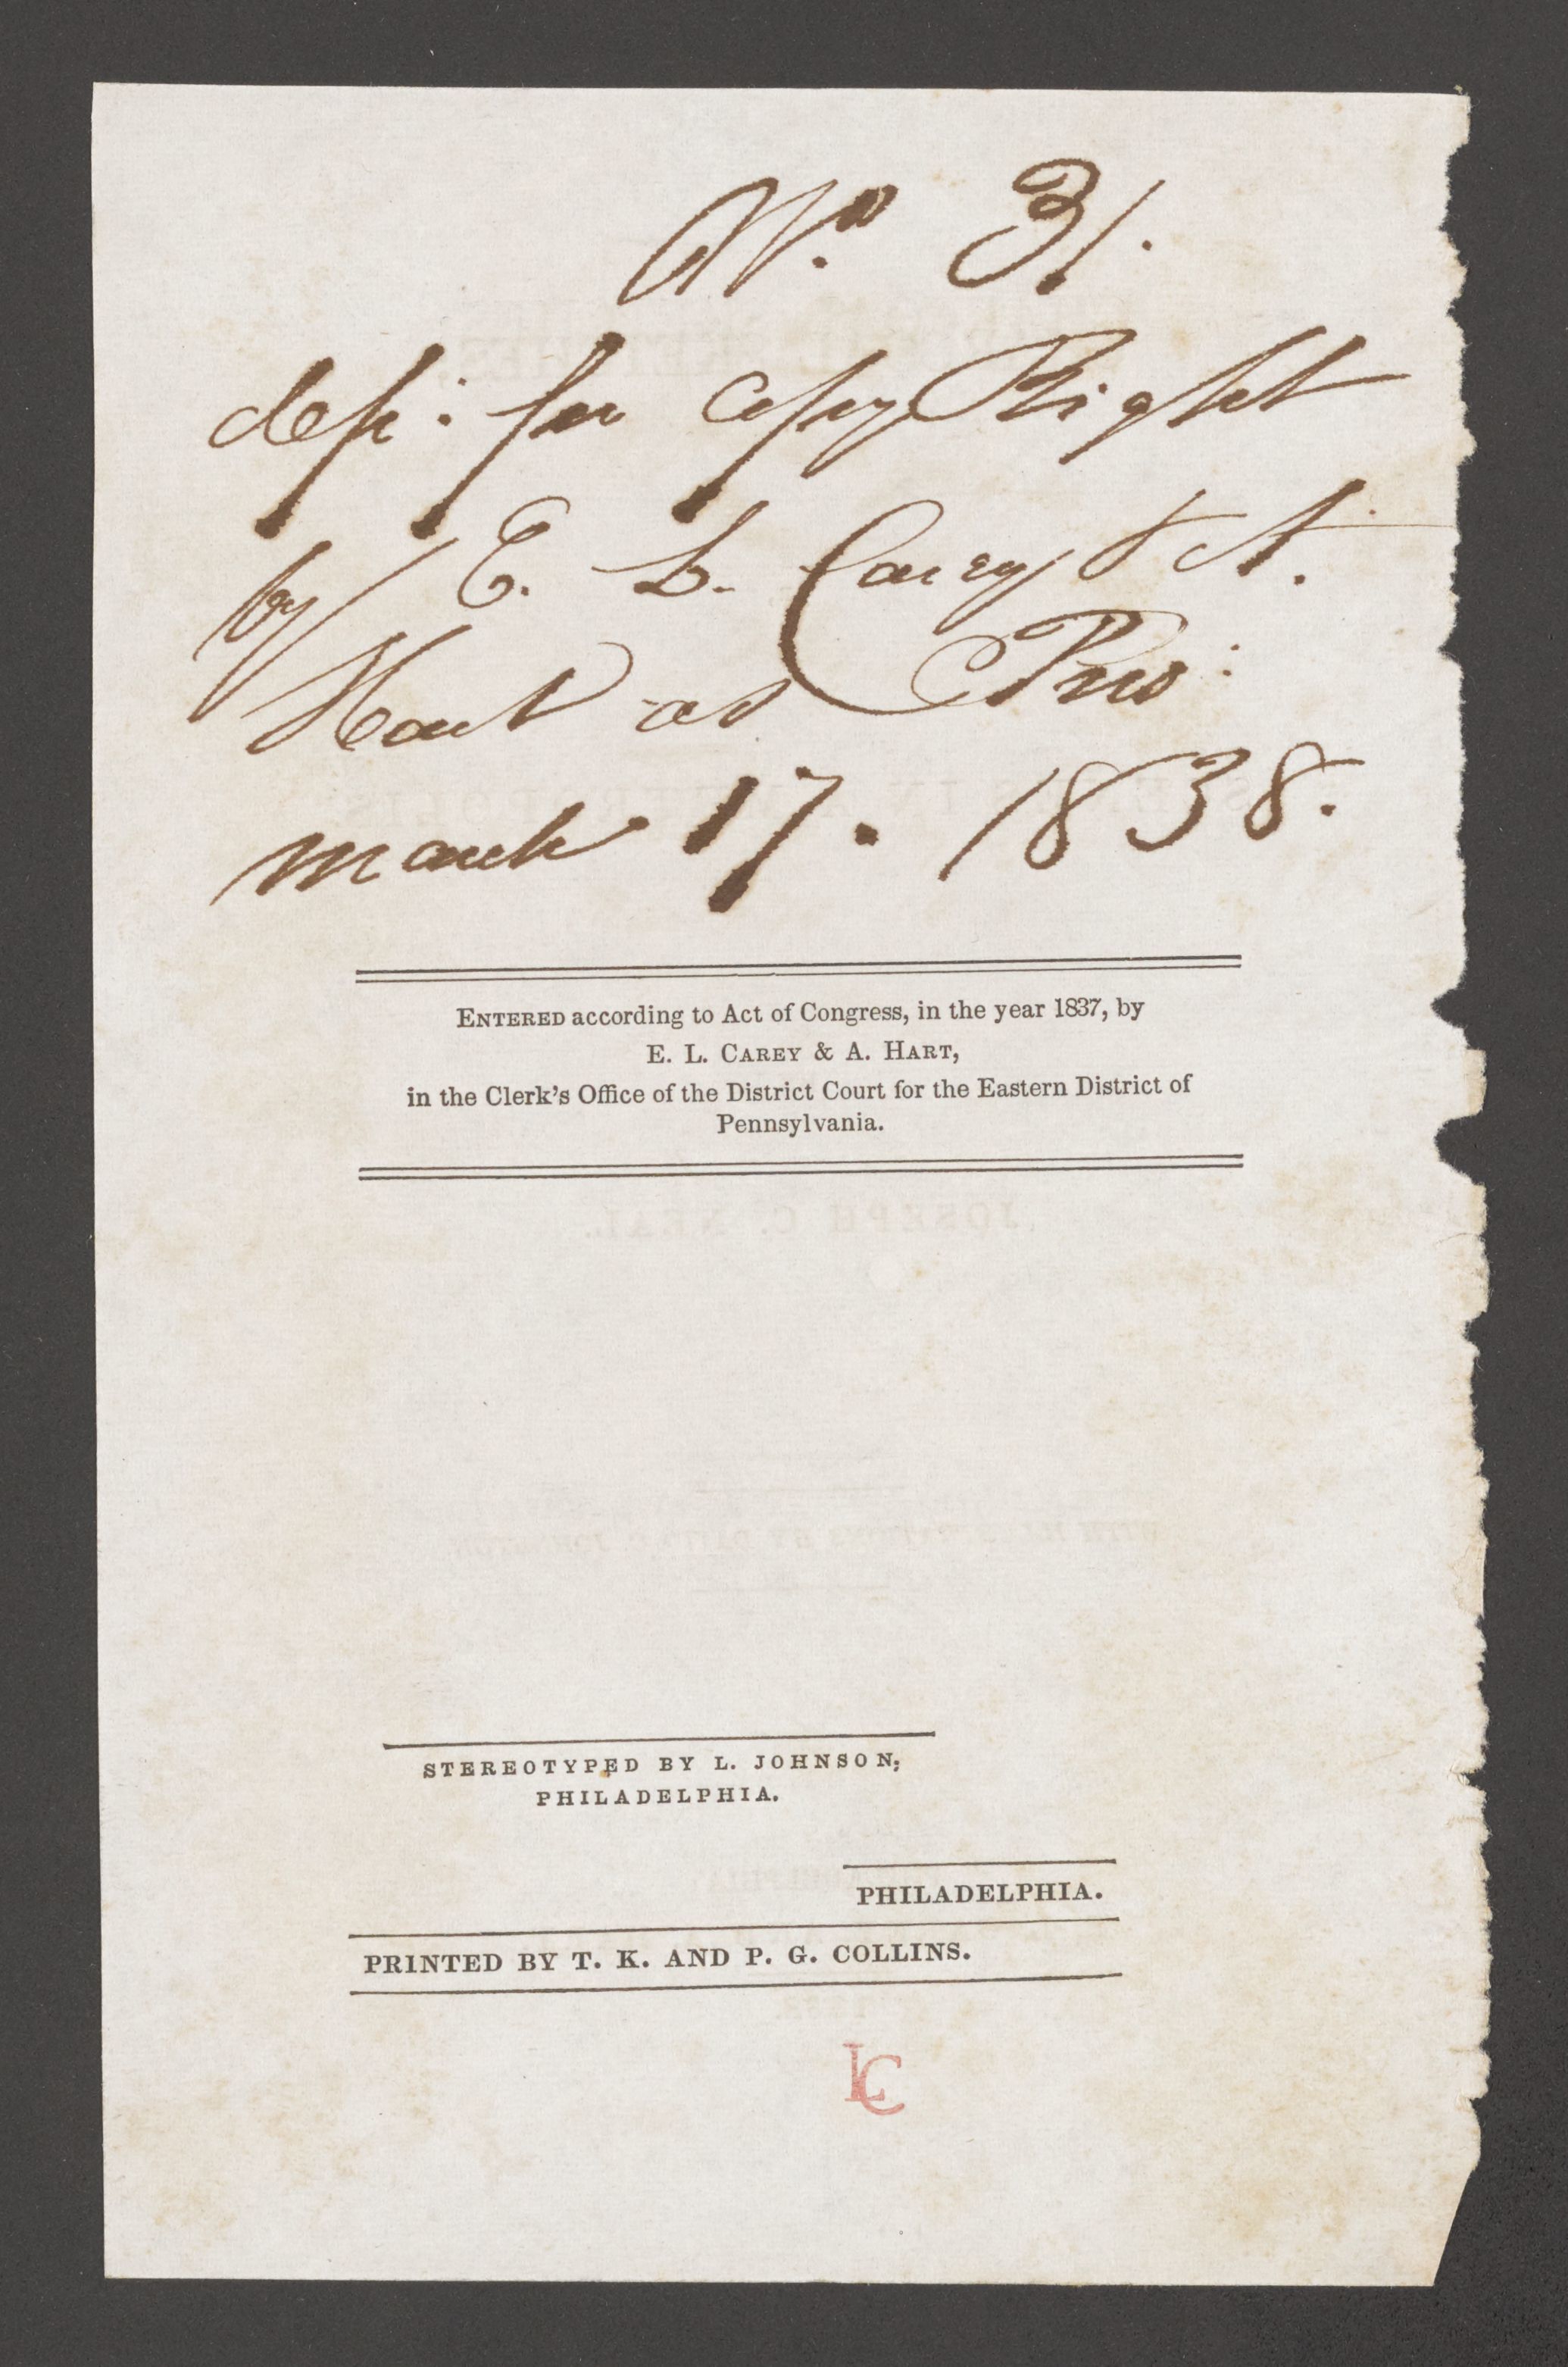 No. 31.
dep: for Copy Right
by E. L. Carey & A.
Hart as Pro:
march 17. 1838.
ENTERED according to Act of Congress, in the year 1837, by
E. L. CAREY & A. HART,
in the Clerk's Office of the District Court for the Eastern District of
Pennsylvania.
JOSEPH C. NEAL
STEREOTYPED BY L. JOHNSON,
PHILADELPHIA.
PHILADELPHIA.
PRINTED BY T. K. AND P. G. COLLINS.
LC